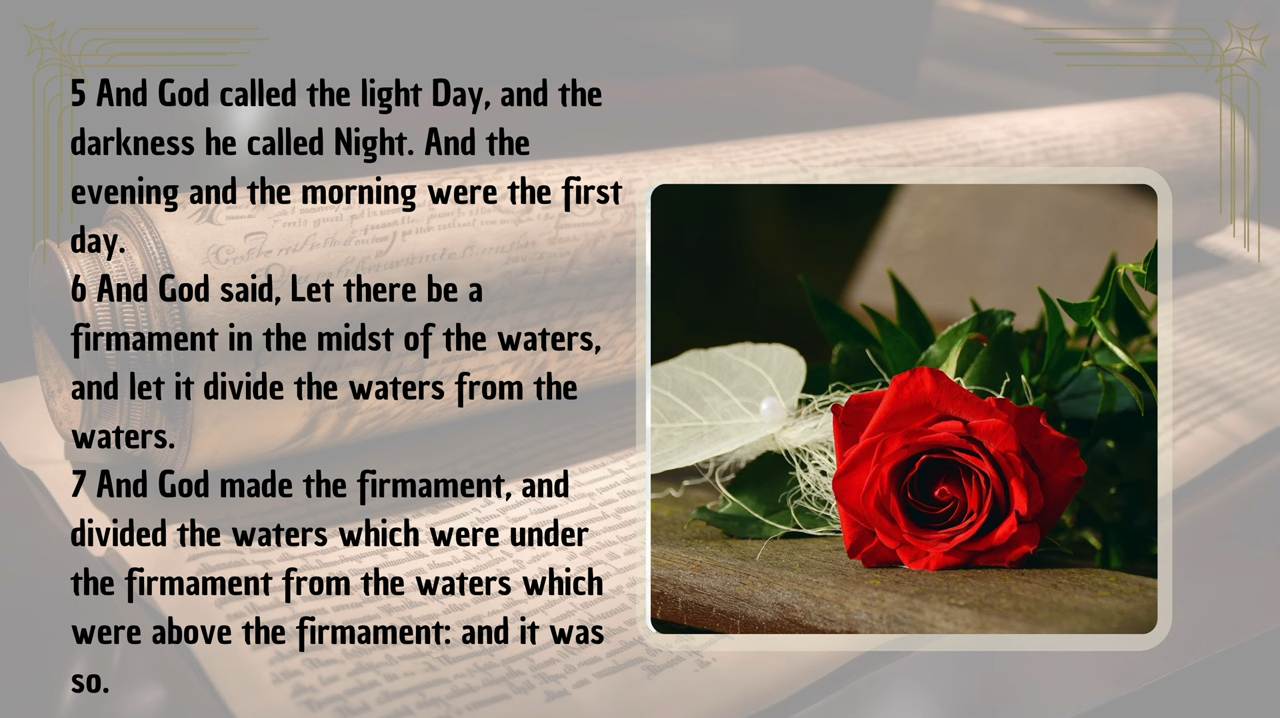 5 And God called the light Day, and the
darkness he called Night. And the
evening and the morning were the first
day.
6 And God said, Let there be a
firmament in the midst of the waters,
and let it divide the waters from the
waters.
7 And God made the firmament, and
divided the waters which were under
the firmament from the waters which
were above the firmament: and it was
so.